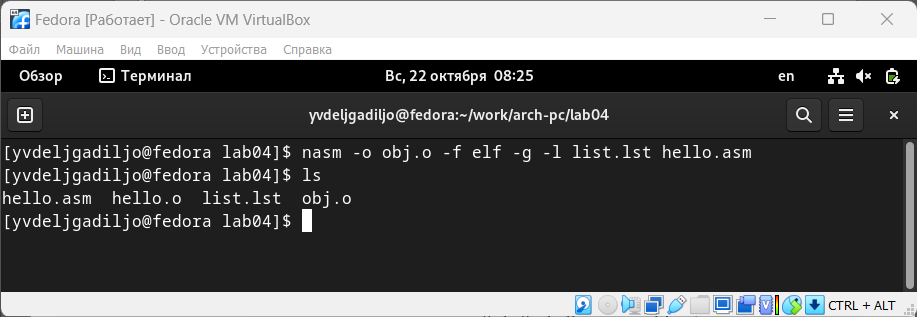 Fedora [Работает] - Oracle VM VirtualBox
Файл Машина Вид Ввод Устройства Справка
Обзор Терминал Вс, 22 октября 08:25 en
yvdeljgadiljo@fedora:~/work/arch-pc/lab04
[yvdeljgadiljo@fedora lab04]$ nasm -o obj.o -f elf -g -l list.lst hello.asm
[yvdeljgadiljo@fedora lab04]$ ls
hello.asm hello.o list.lst obj.o
[yvdeljgadiljo@fedora lab04]$
CTRL + ALT